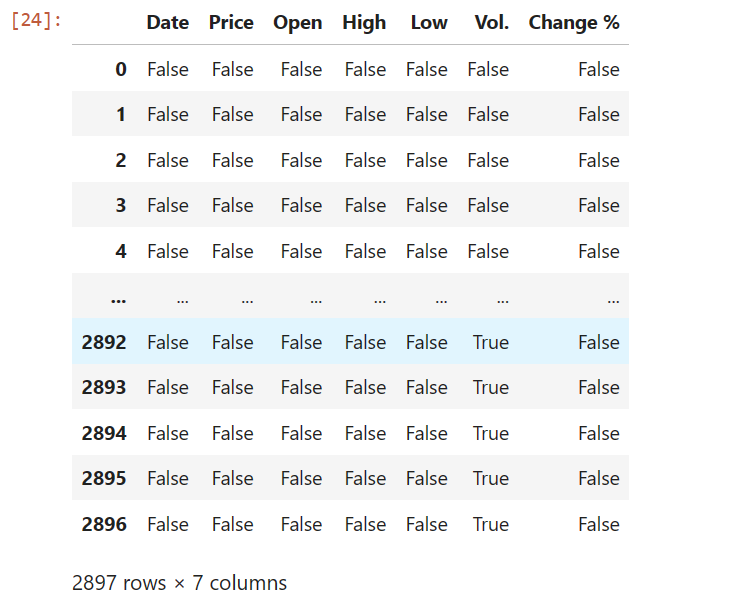 [24]: Date Price Open High Low Vol. Change %
0 False False False False False False False
1 False False False False False False False
2 False False False False False False False
3 False False False False False False False
4 False False False False False False False
... ... ... ... ... ... ... ...
2892 False False False False False True False
2893 False False False False False True False
2894 False False False False False True False
2895 False False False False False True False
2896 False False False False False True False
2897 rows × 7 columns